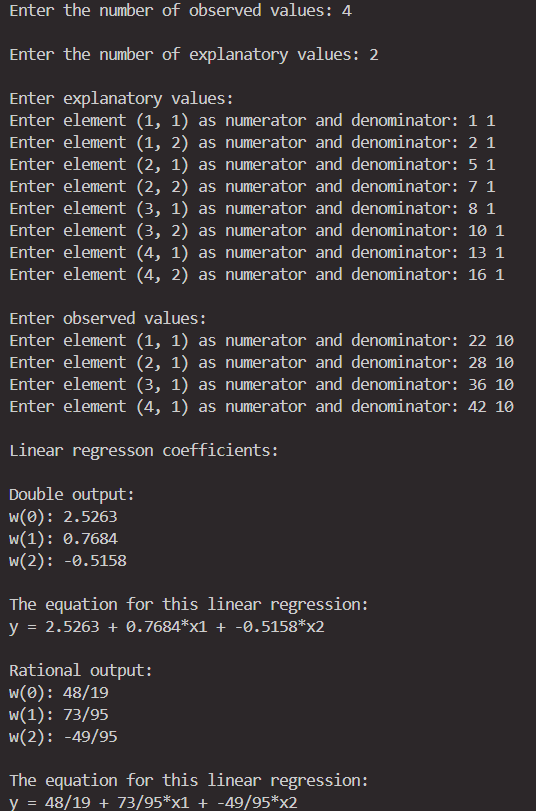 Enter the number of observed values: 4
Enter the number of explanatory values: 2
Enter explanatory values:
Enter element (1, 1) as numerator and denominator: 1 1
Enter element (1, 2) as numerator and denominator: 2 1
Enter element (2, 1) as numerator and denominator: 5 1
Enter element (2, 2) as numerator and denominator: 7 1
Enter element (3, 1) as numerator and denominator: 8 1
Enter element (3, 2) as numerator and denominator: 10 1
Enter element (4, 1) as numerator and denominator: 13 1
Enter element (4, 2) as numerator and denominator: 16 1
Enter observed values:
Enter element (1, 1) as numerator and denominator: 22 10
Enter element (2, 1) as numerator and denominator: 28 10
Enter element (3, 1) as numerator and denominator: 36 10
Enter element (4, 1) as numerator and denominator: 42 10
Linear regresson coefficients:
Double output:
w(0): 2.5263
w(1): 0.7684
w(2): -0.5158
The equation for this linear regression:
y = 2.5263 + 0.7684*x1 + -0.5158*x2
Rational output:
w(0): 48/19
w(1): 73/95
w(2): -49/95
The equation for this linear regression:
y = 48/19 + 73/95*x1 + -49/95*x2